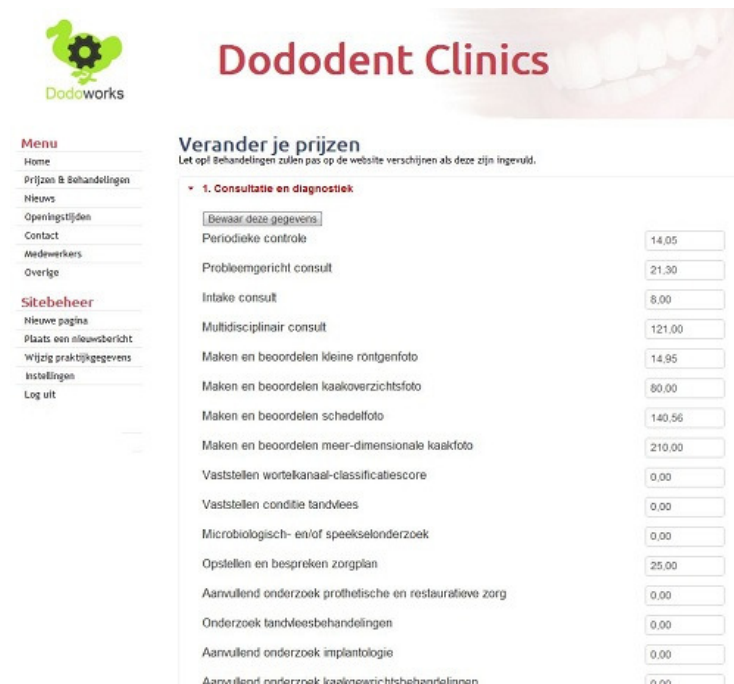 Dodoworks
Dododent Clinics
Menu
Home
Prijzen & Behandelingen
Nieuws
Openingstijden
Contact
Medewerkers
Overige
Sitebeheer
Nieuwe pagina
Plaats een nieuwsbericht
Wijzig praktijkgegevens
Instellingen
Log uit
Verander je prijzen
Let op! Behandelingen zullen pas op de website verschijnen als deze zijn ingevuld.
1. Consultatie en diagnostiek
Bewaar deze gegevens
Periodieke controle 14,05
Probleemgericht consult 21,30
Intake consult 8,00
Multidisciplinair consult 121,00
Maken en beoordelen kleine röntgenfoto 14,95
Maken en beoordelen kaakoverzichtsfoto 80,00
Maken en beoordelen schedelfoto 140,56
Maken en beoordelen meer-dimensionale kaakfoto 210,00
Vaststellen wortelkanaal-classificatiescore 0,00
Vaststellen conditie tandvlees 0,00
Microbiologisch- en/of speekselonderzoek 0,00
Opstellen en bespreken zorgplan 25,00
Aanvullend onderzoek prothetische en restauratieve zorg 0,00
Onderzoek tandvleesbehandelingen 0,00
Aanvullend onderzoek implantologie 0,00
Aanvullend onderzoek kaakgewrichtsbehandelingen 0,00